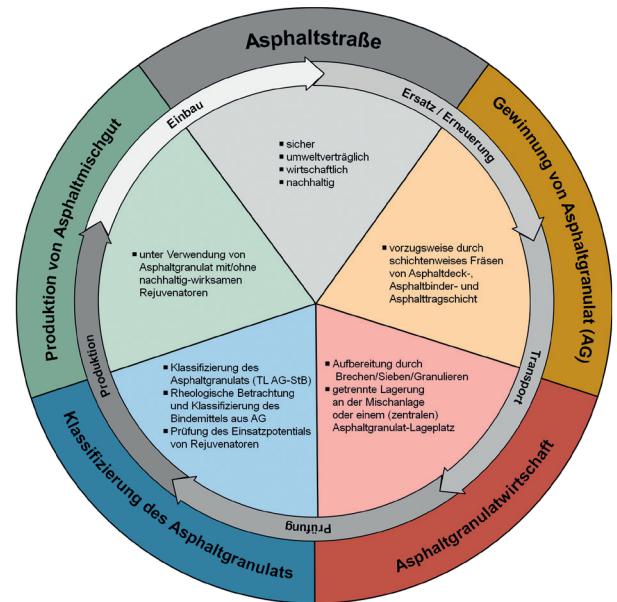 Asphaltstraße
Einbau
Ersatz / Erneuerung
▪ sicher
▪ umweltverträglich
▪ wirtschaftlich
▪ nachhaltig
Gewinnung von Asphaltgranulat (AG)
▪ vorzugsweise durch
schichtenweises Fräsen
von Asphaltdeck-,
Asphaltbinder- und
Asphalttragschicht
Transport
Asphaltgranulatwirtschaft
▪ Aufbereitung durch
Brechen/Sieben/Granulieren
▪ getrennte Lagerung
an der Mischanlage
oder einem (zentralen)
Asphaltgranulat-Lageplatz
Prüfung
Klassifizierung des Asphaltgranulats
▪ Klassifizierung des
Asphaltgranulats (TL AG-StB)
▪ Rheologische Betrachtung
und Klassifizierung des
Bindemittels aus AG
▪ Prüfung des Einsatzpotentials
von Rejuvenatoren
Produktion
Produktion von Asphaltmischgut
▪ unter Verwendung von
Asphaltgranulat mit/ohne
nachhaltig-wirksamen
Rejuvenatoren